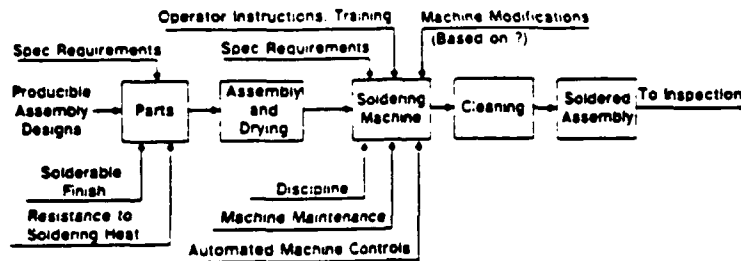 Operator Instructions, Training
Machine Modifications
(Based on ?)
Spec Requirements
Spec Requirements
Producible
Assembly
Designs
Parts
Assembly
and
Drying
Soldering
Machine
Cleaning
Soldered
Assembly
To Inspection
Solderable
Finish
Resistance to
Soldering Heat
Discipline
Machine Maintenance
Automated Machine Controls